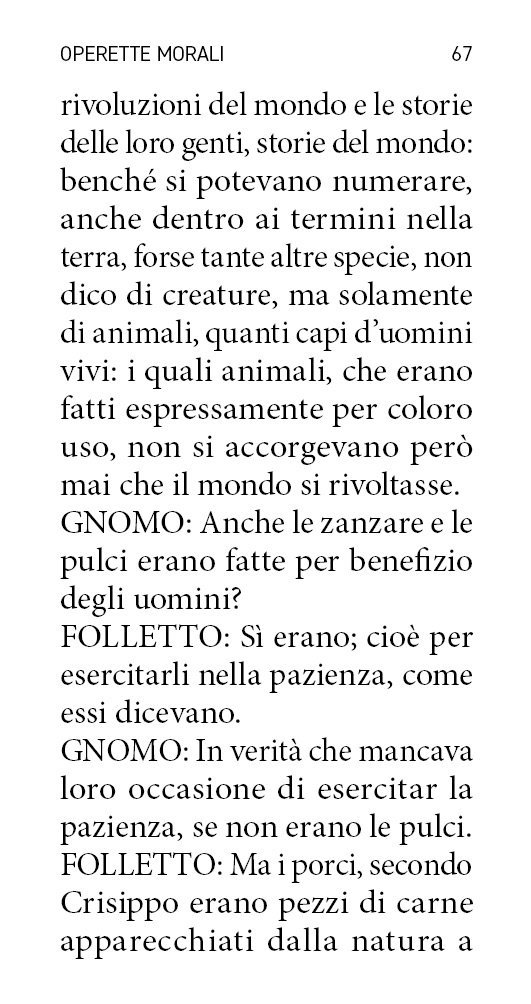 OPERETTE MORALI 67
rivoluzioni del mondo e le storie
delle loro genti, storie del mondo:
benché si potevano numerare,
anche dentro ai termini nella
terra, forse tante altre specie, non
dico di creature, ma solamente
di animali, quanti capi d’uomini
vivi: i quali animali, che erano
fatti espressamente per coloro
uso, non si accorgevano però
mai che il mondo si rivoltasse.
GNOMO: Anche le zanzare e le
pulci erano fatte per benefizio
degli uomini?
FOLLETTO: Sì erano; cioè per
esercitarli nella pazienza, come
essi dicevano.
GNOMO: In verità che mancava
loro occasione di esercitar la
pazienza, se non erano le pulci.
FOLLETTO: Ma i porci, secondo
Crisippo erano pezzi di carne
apparecchiati dalla natura a